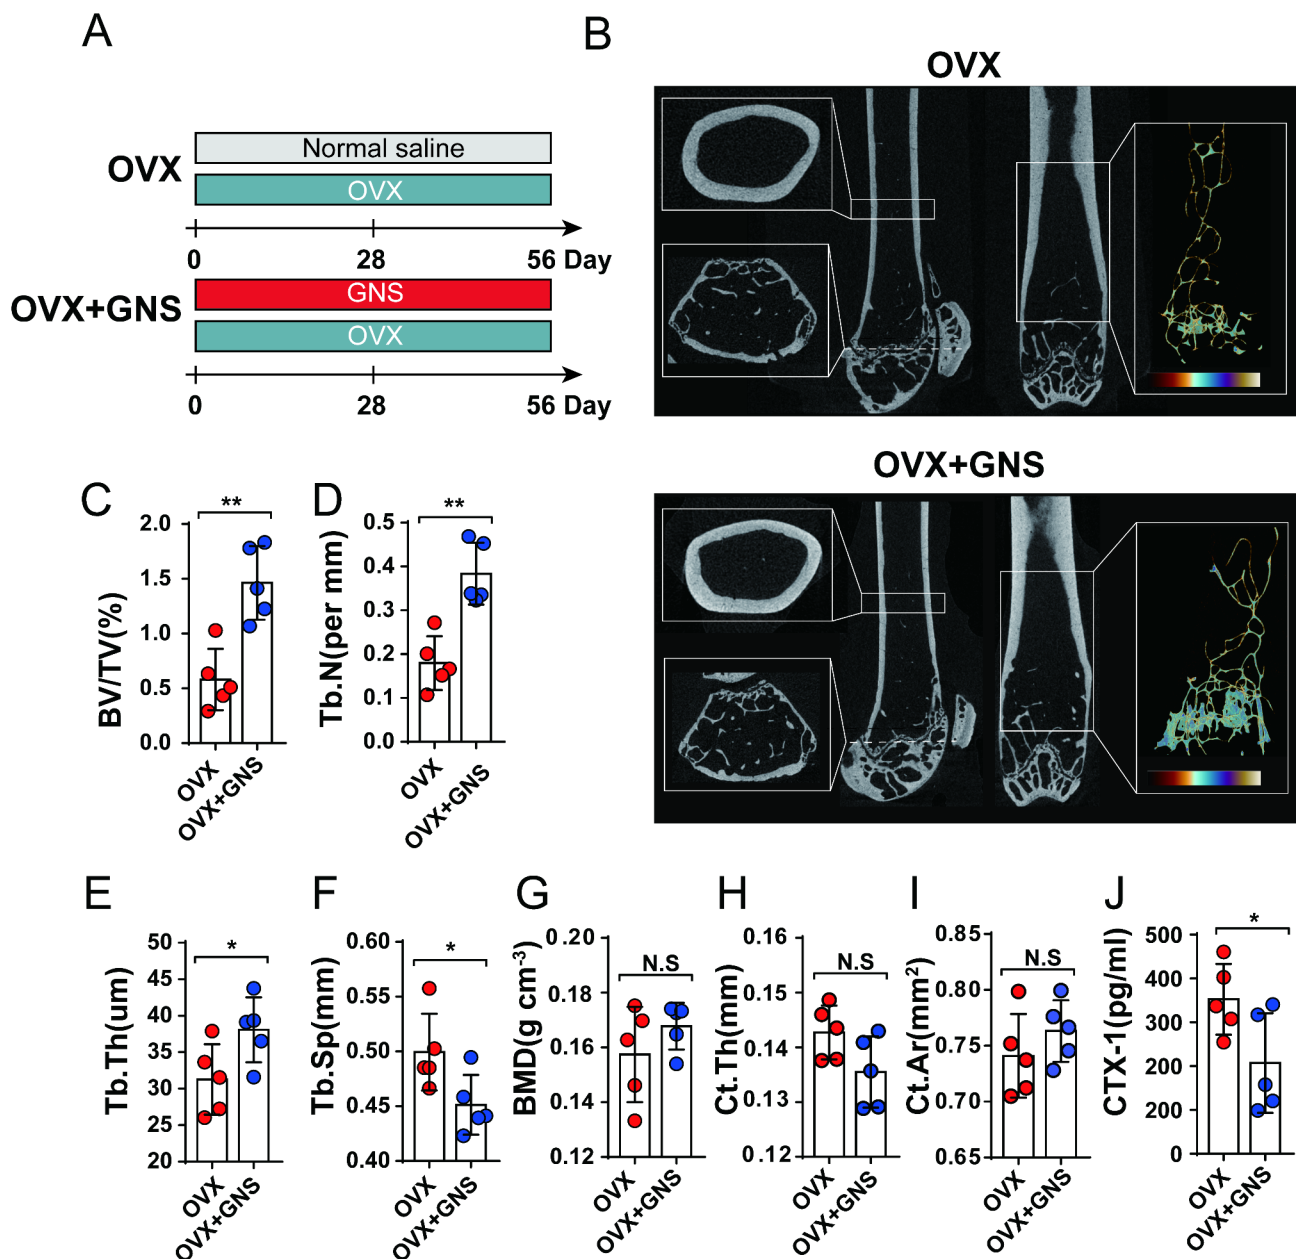 A
OVX
Normal saline
OVX
0 28 56 Day
OVX+GNS
GNS
OVX
0 28 56 Day
B
OVX
OVX+GNS
C
**
BV/TV(%)
2.0
1.5
1.0
0.5
0.0
OVX
OVX+GNS
D
**
Tb.N(per mm)
0.5
0.4
0.3
0.2
0.1
0.0
OVX
OVX+GNS
E
*
Tb.Th(um)
50
45
40
35
30
25
20
OVX
OVX+GNS
F
*
Tb.Sp(mm)
0.60
0.55
0.50
0.45
0.40
OVX
OVX+GNS
G
N.S
BMD(g cm-3)
0.20
0.18
0.16
0.14
0.12
OVX
OVX+GNS
H
N.S
Ct.Th(mm)
0.16
0.15
0.14
0.13
0.12
OVX
OVX+GNS
I
N.S
Ct.Ar(mm2)
0.85
0.80
0.75
0.70
0.65
OVX
OVX+GNS
J
*
CTX-1(pg/ml)
500
400
300
200
200
0
OVX
OVX+GNS